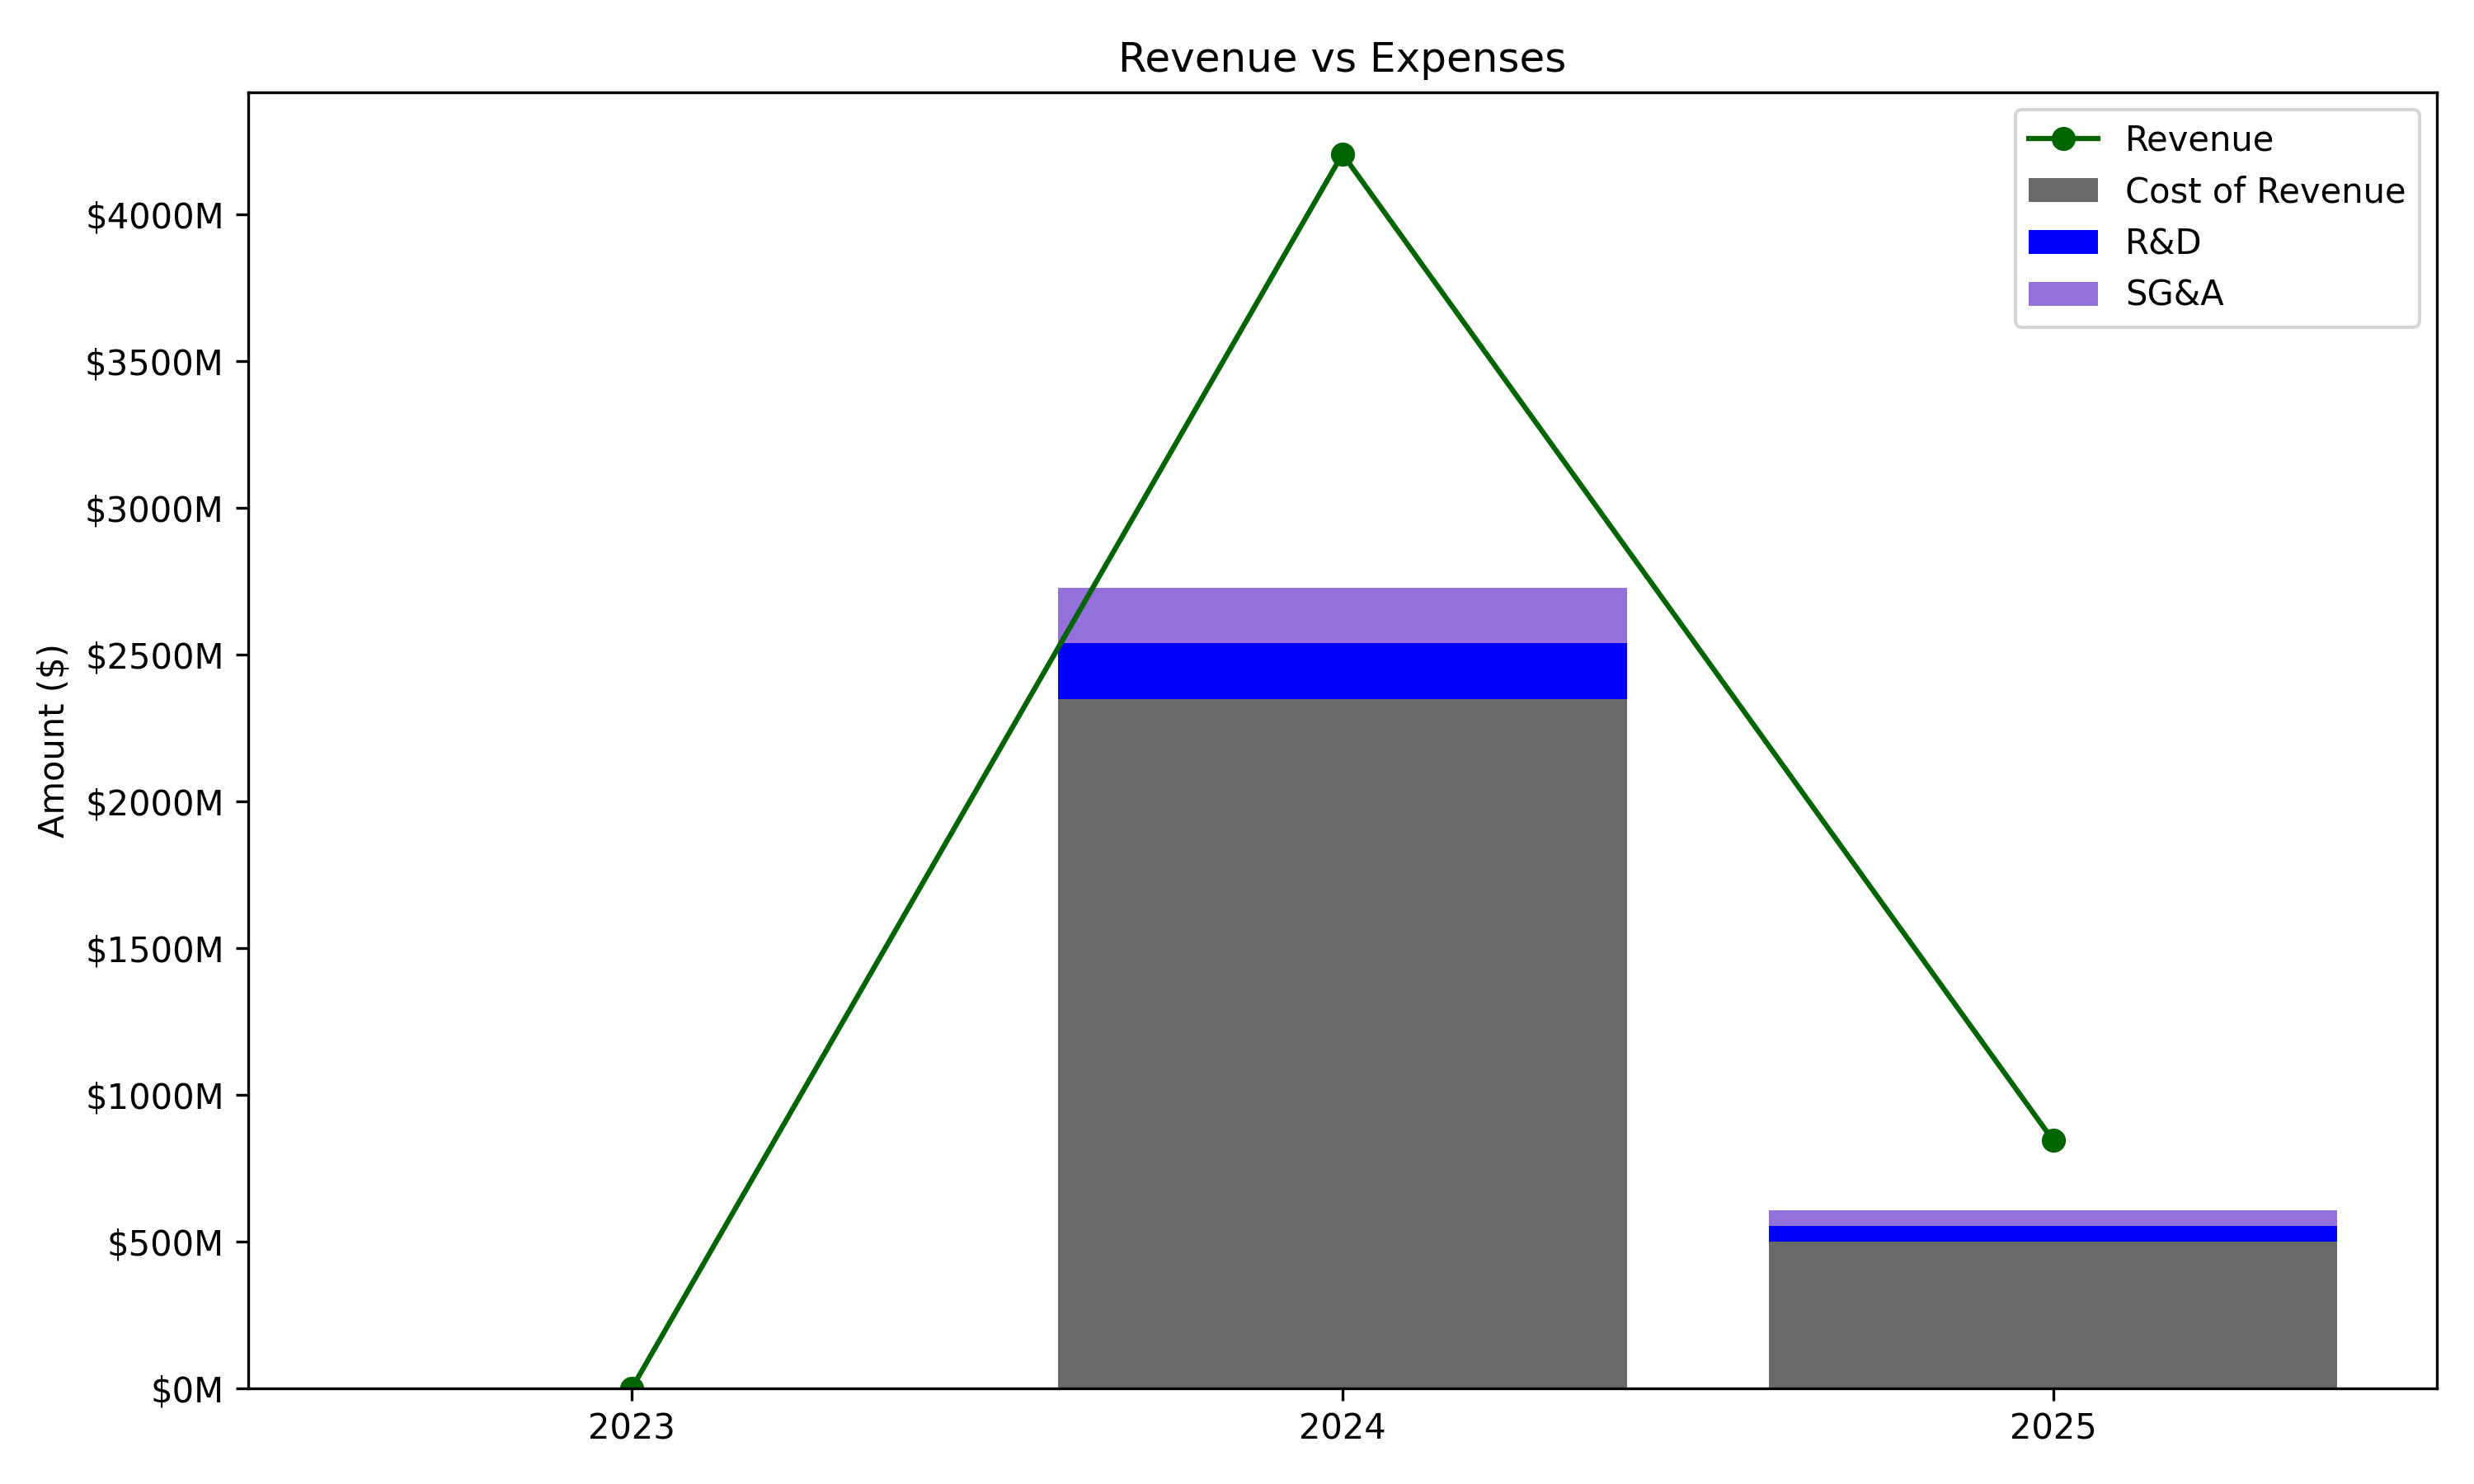 Revenue vs Expenses
Revenue
Cost of Revenue
R&D
SG&A
Amount ($)
$4000M
$3500M
$3000M
$2500M
$2000M
$1500M
$1000M
$500M
$0M
2023
2024
2025